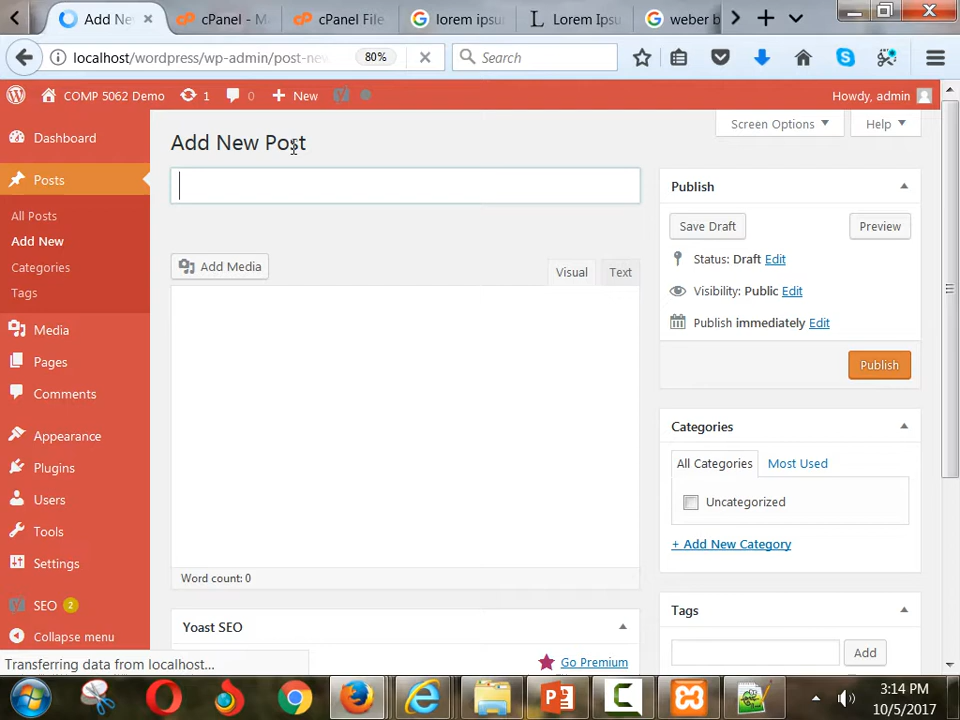 Add Ne
cPanel - M
cPanel File
lorem ipsu
Lorem Ipsu
weber b
localhost/wordpress/wp-admin/post-new
80%
Search
COMP 5062 Demo
1
0
New
Howdy, admin
Dashboard
Posts
All Posts
Add New
Categories
Tags
Media
Pages
Comments
Appearance
Plugins
Users
Tools
Settings
SEO 2
Collapse menu
Add New Post
Screen Options
Help
Add Media
Visual
Text
Word count: 0
Yoast SEO
Go Premium
Publish
Save Draft
Preview
Status: Draft Edit
Visibility: Public Edit
Publish immediately Edit
Publish
Categories
All Categories
Most Used
Uncategorized
+ Add New Category
Tags
Add
Transferring data from localhost...
3:14 PM
10/5/2017